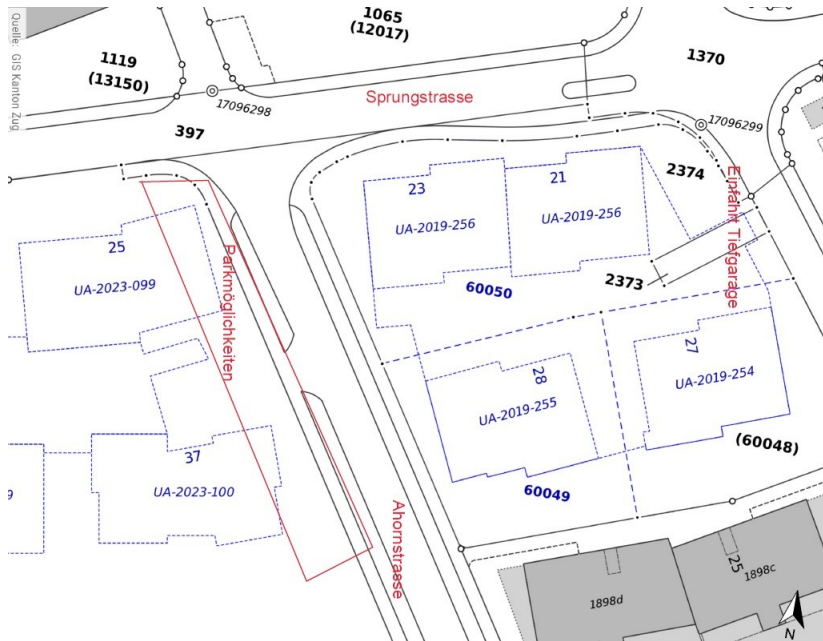 Quelle: GIS Kanton Zug
1065
(12017)
1119
(13150)
1370
Sprungstrasse
17096298
17096299
397
2374
Einfahrt Tiefgarage
23
UA-2019-256
21
UA-2019-256
25
UA-2023-099
Parkmöglichkeiten
60050
2373
28
UA-2019-255
27
UA-2019-254
(60048)
37
UA-2023-100
9
60049
Ahornstrasse
25
1898c
1898d
N